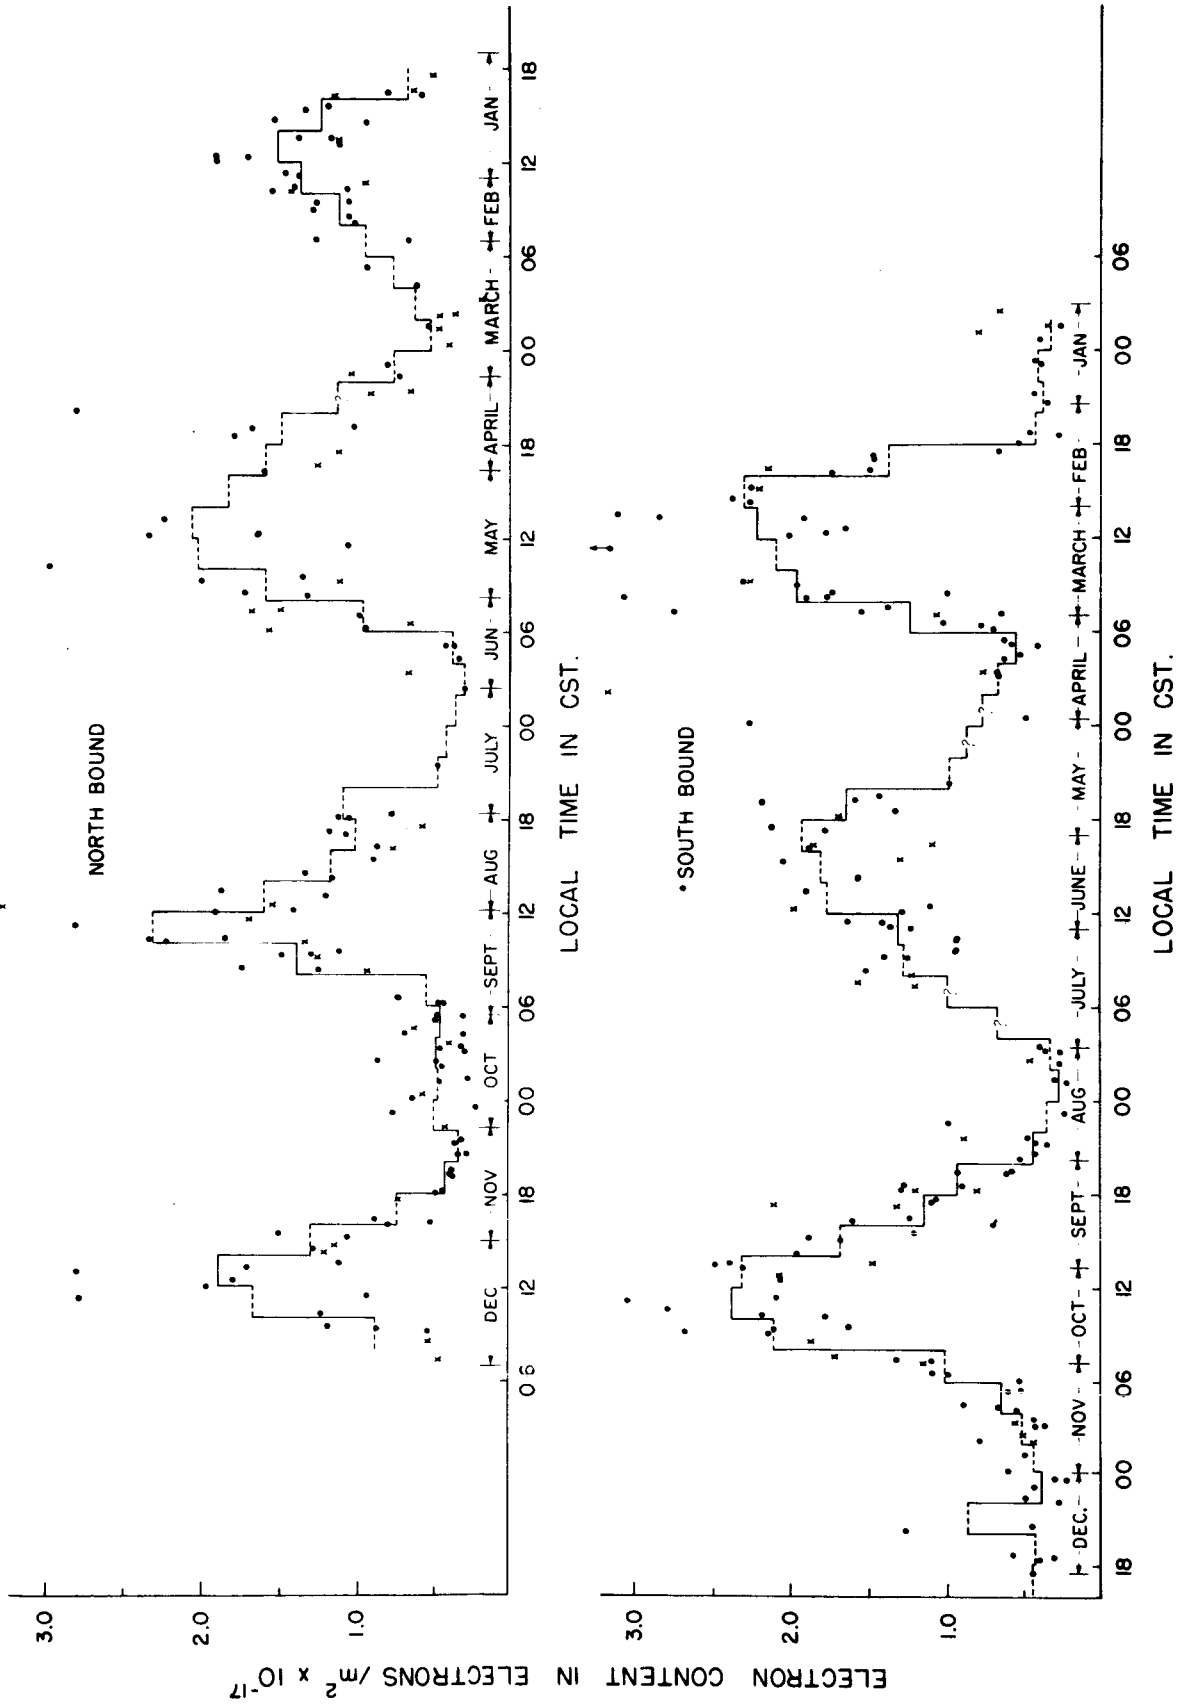 ELECTRON CONTENT IN ELECTRONS/m² x 10⁻¹⁷
3.0
2.0
1.0
NORTH BOUND
DEC
NOV
OCT
SEPT
AUG
JULY
JUN
MAY
APRIL
MARCH
FEB
JAN
06 12 18 00 06 12 18 00 06 12 18 00 06 12 18
LOCAL TIME IN CST.
3.0
2.0
1.0
SOUTH BOUND
? ? ? ? ?
DEC.
NOV
OCT
SEPT
AUG
JULY
JUNE
MAY
APRIL
MARCH
FEB
JAN
18 00 06 12 18 00 06 12 18 00 06 12 18 00 06
LOCAL TIME IN CST.